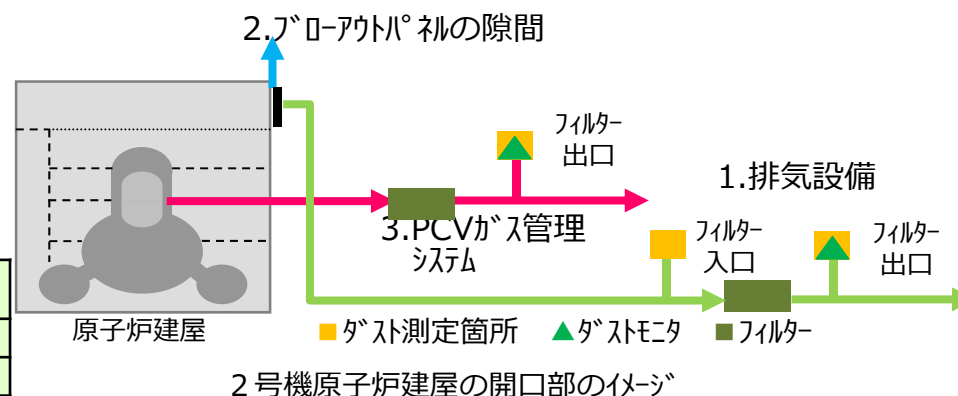 2.ﾌﾞﾛｰｱｳﾄﾊﾟﾈﾙの隙間
ﾌｨﾙﾀｰ
出口
1.排気設備
3.PCVｶﾞｽ管理
ｼｽﾃﾑ
ﾌｨﾙﾀｰ
入口
ﾌｨﾙﾀｰ
出口
原子炉建屋
■ﾀﾞｽﾄ測定箇所 ▲ﾀﾞｽﾄﾓﾆﾀ ■ﾌｨﾙﾀｰ
2号機原子炉建屋の開口部のｲﾒｰｼﾞ